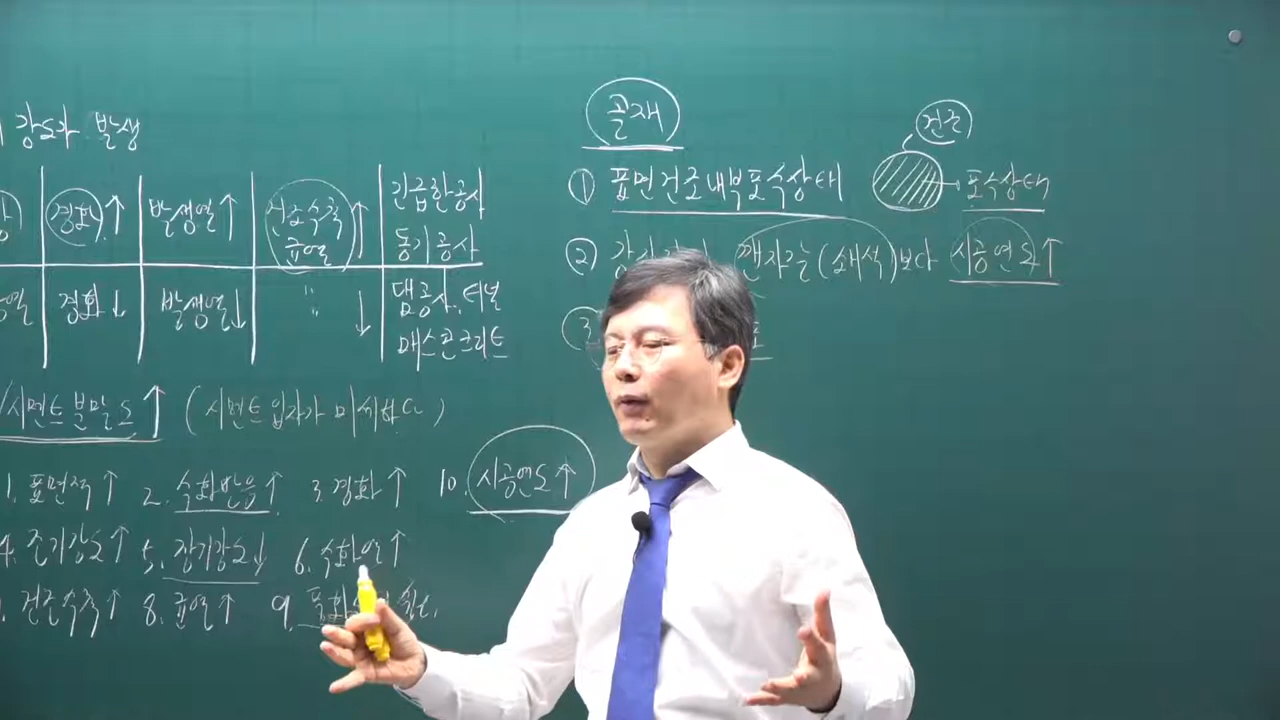 강도가 발생
경화↑ 발생열↑ 건조수축 균열↑ 긴급한공사
동기공사
경화↓ 발생열↓ 〃 ↓ 댐공사.터널
매스콘크리트
시멘트 분말도↑ (시멘트 입자가 미세하다)
1. 표면적↑ 2. 수화반응↑ 3. 경화↑ 10. 시공연도↑
4. 조기강도↑ 5. 장기강도↓ 6. 수화열↑
건조수축↑ 8. 균열↑ 9. 풍화
골재
① 표면건조내부포수상태 건조 포수상태
② 깬자갈(쇄석)보다 시공연도↑
③